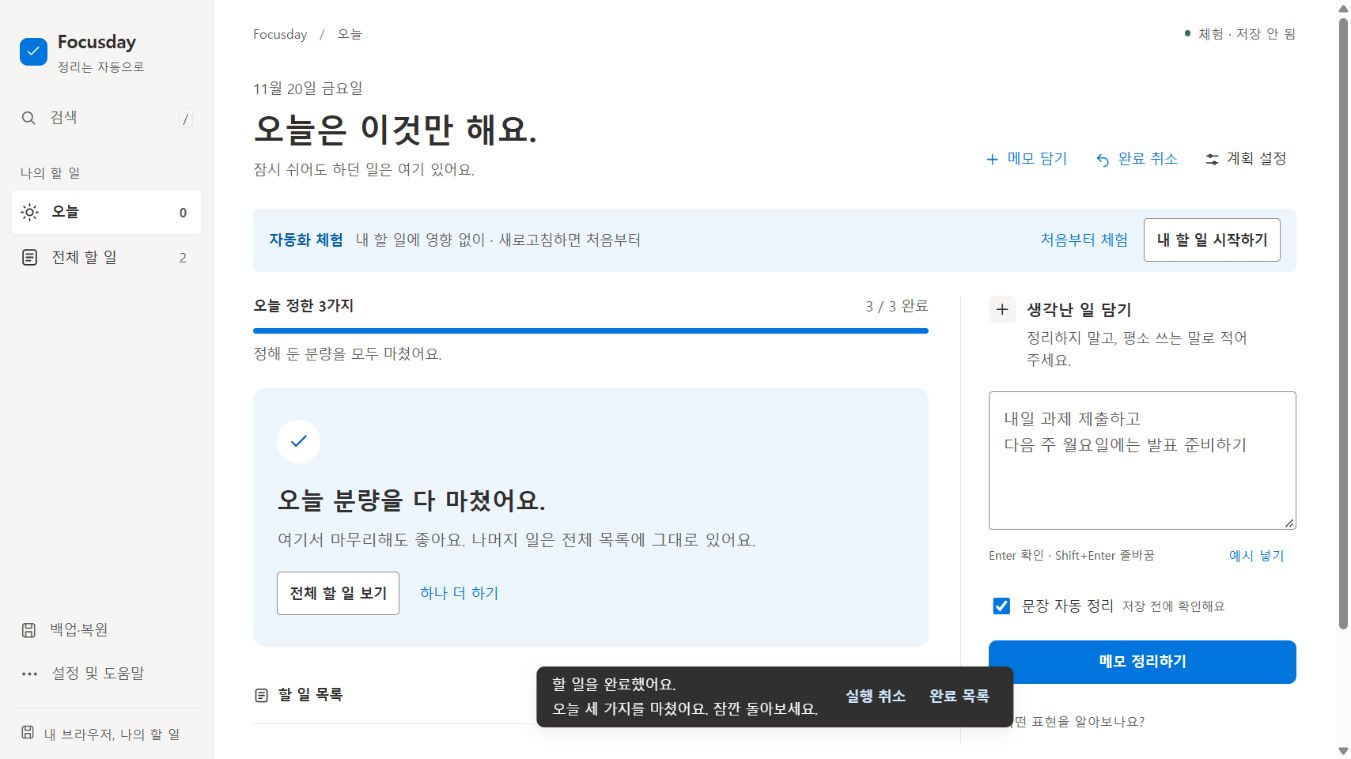 Focusday
정리는 자동으로
검색
/
나의 할 일
오늘
0
전체 할 일
2
백업·복원
설정 및 도움말
내 브라우저, 나의 할 일
Focusday / 오늘
체험 · 저장 안 됨
11월 20일 금요일
오늘은 이것만 해요.
잠시 쉬어도 하던 일은 여기 있어요.
메모 담기
완료 취소
계획 설정
자동화 체험 내 할 일에 영향 없이 · 새로고침하면 처음부터
처음부터 체험
내 할 일 시작하기
오늘 정한 3가지
3 / 3 완료
정해 둔 분량을 모두 마쳤어요.
오늘 분량을 다 마쳤어요.
여기서 마무리해도 좋아요. 나머지 일은 전체 목록에 그대로 있어요.
전체 할 일 보기
하나 더 하기
할 일 목록
생각난 일 담기
정리하지 말고, 평소 쓰는 말로 적어
주세요.
내일 과제 제출하고
다음 주 월요일에는 발표 준비하기
Enter 확인 · Shift+Enter 줄바꿈
예시 넣기
문장 자동 정리 저장 전에 확인해요
메모 정리하기
표현을 알아보나요?
할 일을 완료했어요.
오늘 세 가지를 마쳤어요. 잠깐 돌아보세요.
실행 취소
완료 목록